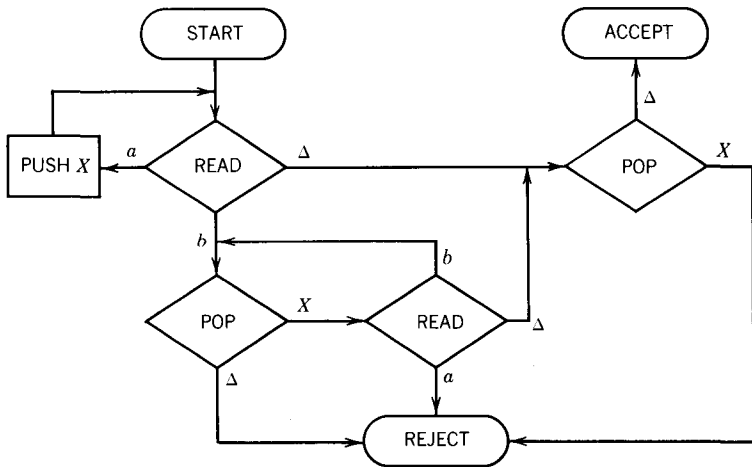 START
ACCEPT
Δ
PUSH X
a
READ
Δ
POP
X
b
b
POP
X
READ
Δ
Δ
a
REJECT